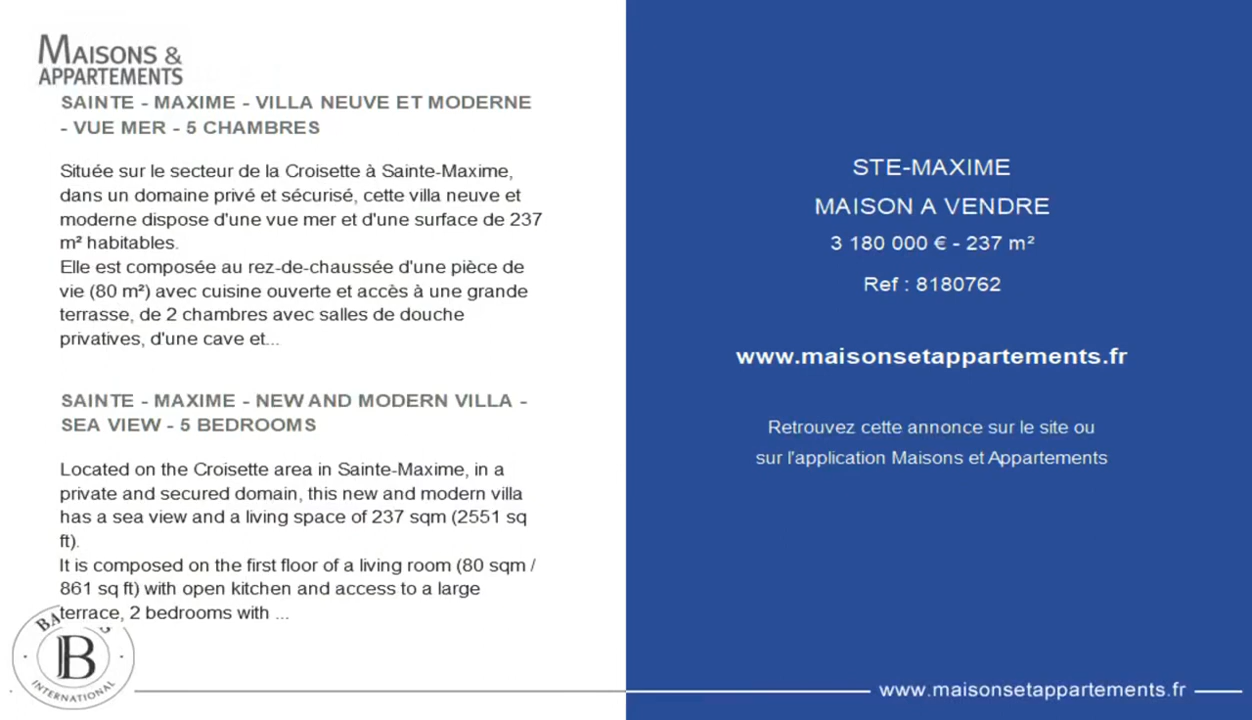 MAISONS &
APPARTEMENTS
SAINTE - MAXIME - VILLA NEUVE ET MODERNE
- VUE MER - 5 CHAMBRES
Située sur le secteur de la Croisette à Sainte-Maxime,
dans un domaine privé et sécurisé, cette villa neuve et
moderne dispose d'une vue mer et d'une surface de 237
m² habitables.
Elle est composée au rez-de-chaussée d'une pièce de
vie (80 m²) avec cuisine ouverte et accès à une grande
terrasse, de 2 chambres avec salles de douche
privatives, d'une cave et...
SAINTE - MAXIME - NEW AND MODERN VILLA -
SEA VIEW - 5 BEDROOMS
Located on the Croisette area in Sainte-Maxime, in a
private and secured domain, this new and modern villa
has a sea view and a living space of 237 sqm (2551 sq
ft).
It is composed on the first floor of a living room (80 sqm /
861 sq ft) with open kitchen and access to a large
terrace, 2 bedrooms with ...
B
INTERNATIONAL
STE-MAXIME
MAISON A VENDRE
3 180 000 € - 237 m²
Ref : 8180762
www.maisonsetappartements.fr
Retrouvez cette annonce sur le site ou
sur l'application Maisons et Appartements
www.maisonsetappartements.fr